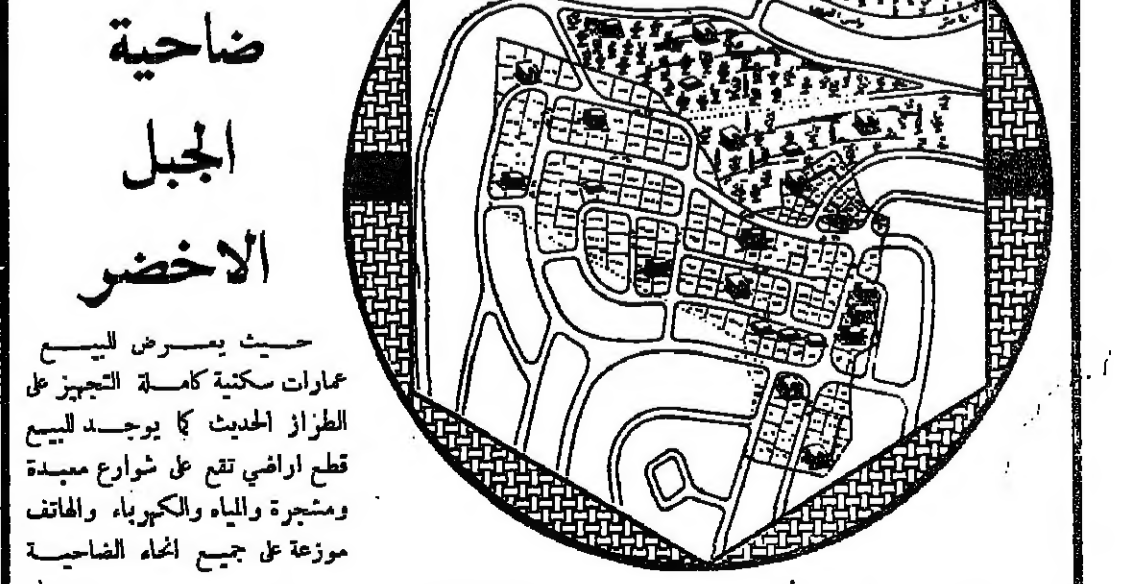 ضاحية
الجبل
الاخضر
حيث يعرض للبيع
عمارات سكنية كاملة التجهيز على
الطراز الحديث كما يوجد للبيع
قطع اراضي تقع على شوارع معبدة
ومشجرة والمياه والكهرباء والهاتف
موزعة على جميع انحاء الضاحية